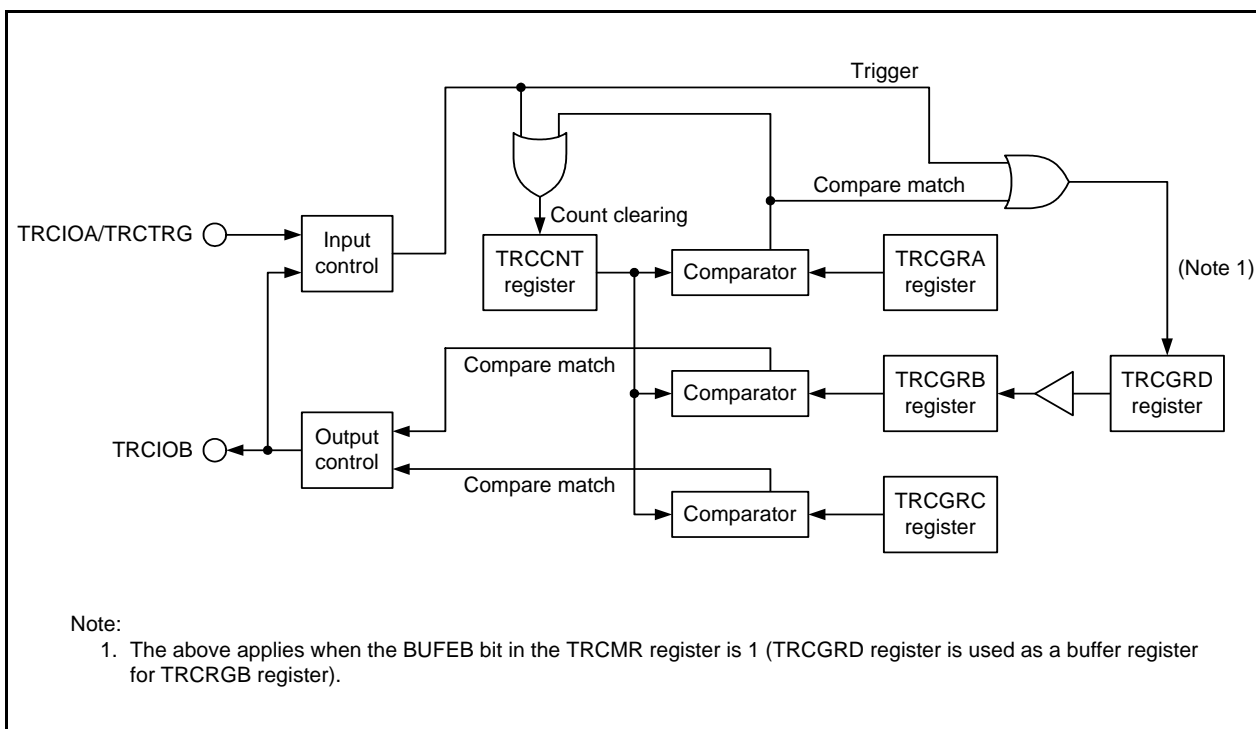 Trigger
Compare match
Count clearing
TRCIOA/TRCTRG
Input
control
TRCCNT
register
Comparator
TRCGRA
register
(Note 1)
Compare match
Comparator
TRCGRB
register
TRCGRD
register
TRCIOB
Output
control
Compare match
Comparator
TRCGRC
register
Note:
1. The above applies when the BUFEB bit in the TRCMR register is 1 (TRCGRD register is used as a buffer register
for TRCRGB register).